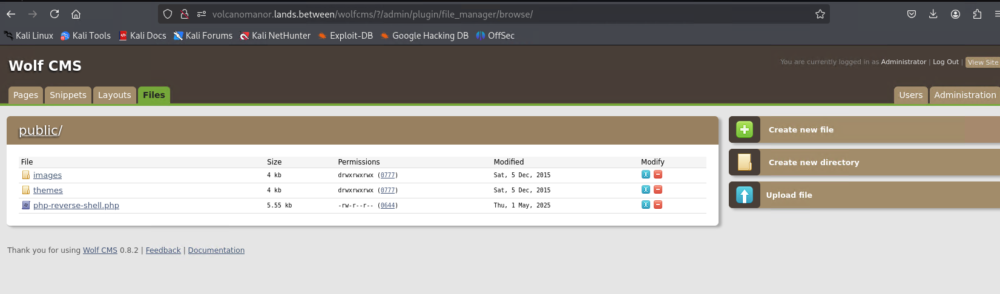 volcanomanor.lands.between/wolfcms/?/admin/plugin/file_manager/browse/
Kali Linux Kali Tools Kali Docs Kali Forums Kali NetHunter Exploit-DB Google Hacking DB OffSec
Wolf CMS
You are currently logged in as Administrator | Log Out | View Site
Pages Snippets Layouts Files Users Administration
public/
File Size Permissions Modified Modify
images 4 kb drwxrwxrwx (0777) Sat, 5 Dec, 2015
themes 4 kb drwxrwxrwx (0777) Sat, 5 Dec, 2015
php-reverse-shell.php 5.55 kb -rw-r--r-- (0644) Thu, 1 May, 2025
Create new file
Create new directory
Upload file
Thank you for using Wolf CMS 0.8.2 | Feedback | Documentation